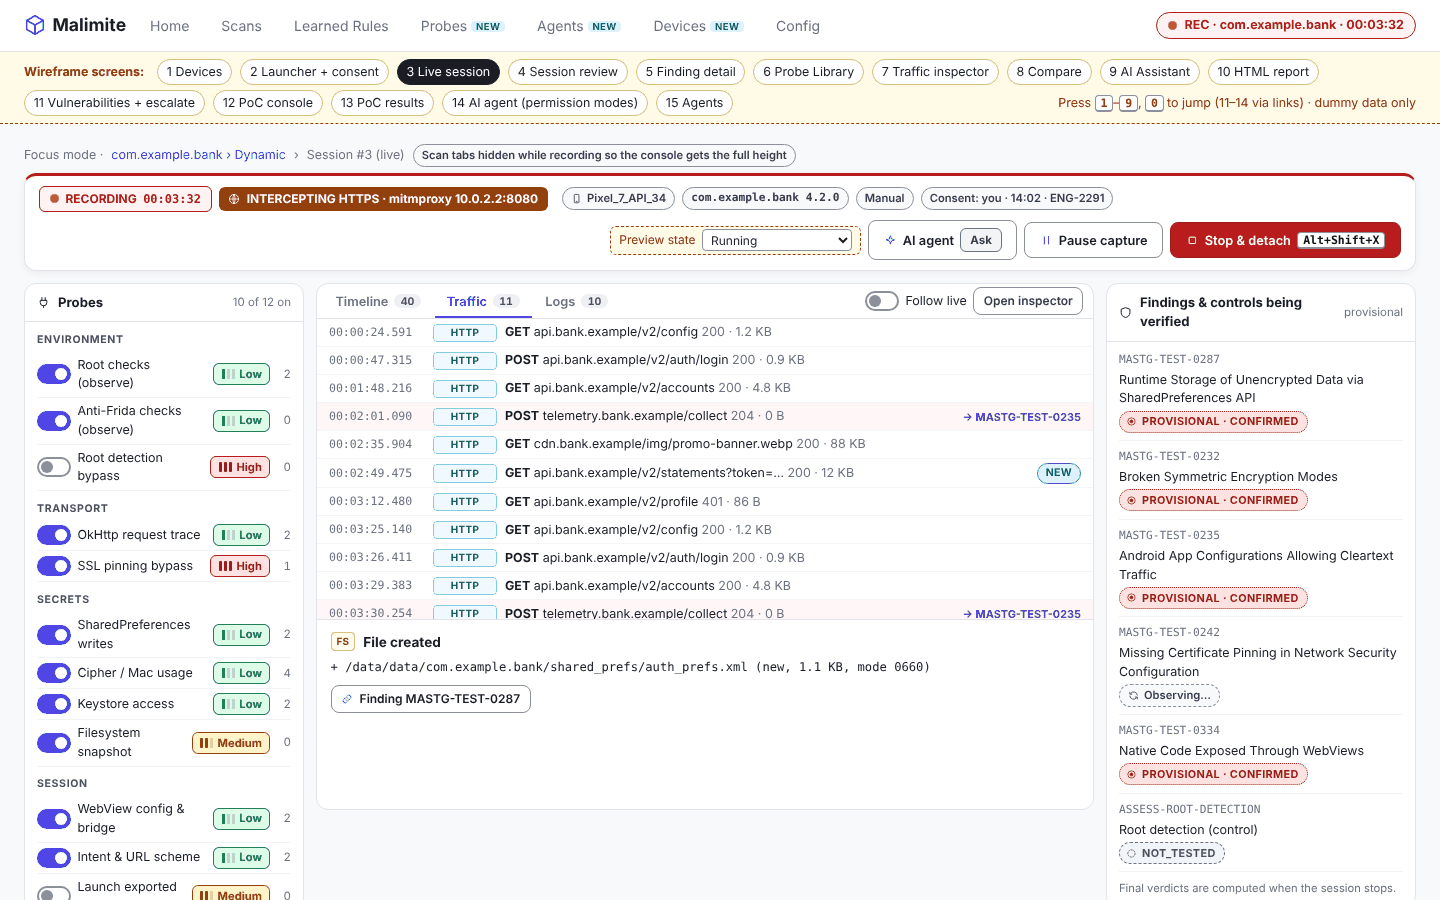 Malimite Home Scans Learned Rules Probes NEW Agents NEW Devices NEW Config REC · com.example.bank · 00:03:32
Wireframe screens: 1 Devices 2 Launcher + consent 3 Live session 4 Session review 5 Finding detail 6 Probe Library 7 Traffic inspector 8 Compare 9 AI Assistant 10 HTML report
11 Vulnerabilities + escalate 12 PoC console 13 PoC results 14 AI agent (permission modes) 15 Agents Press 1–9, 0 to jump (11–14 via links) · dummy data only
Focus mode · com.example.bank › Dynamic › Session #3 (live) Scan tabs hidden while recording so the console gets the full height
RECORDING 00:03:32 INTERCEPTING HTTPS · mitmproxy 10.0.2.2:8080 Pixel_7_API_34 com.example.bank 4.2.0 Manual Consent: you · 14:02 · ENG-2291
Preview state Running AI agent Ask Pause capture Stop & detach Alt+Shift+X
Probes 10 of 12 on
ENVIRONMENT
Root checks (observe) Low 2
Anti-Frida checks (observe) Low 0
Root detection bypass High 0
TRANSPORT
OkHttp request trace Low 2
SSL pinning bypass High 1
SECRETS
SharedPreferences writes Low 2
Cipher / Mac usage Low 4
Keystore access Low 2
Filesystem snapshot Medium 0
SESSION
WebView config & bridge Low 2
Intent & URL scheme Low 2
Launch exported Medium 0
Timeline 40 Traffic 11 Logs 10 Follow live Open inspector
00:00:24.591 HTTP GET api.bank.example/v2/config 200 · 1.2 KB
00:00:47.315 HTTP POST api.bank.example/v2/auth/login 200 · 0.9 KB
00:01:48.216 HTTP GET api.bank.example/v2/accounts 200 · 4.8 KB
00:02:01.090 HTTP POST telemetry.bank.example/collect 204 · 0 B → MASTG-TEST-0235
00:02:35.904 HTTP GET cdn.bank.example/img/promo-banner.webp 200 · 88 KB
00:02:49.475 HTTP GET api.bank.example/v2/statements?token=... 200 · 12 KB NEW
00:03:12.480 HTTP GET api.bank.example/v2/profile 401 · 86 B
00:03:25.140 HTTP GET api.bank.example/v2/config 200 · 1.2 KB
00:03:26.411 HTTP POST api.bank.example/v2/auth/login 200 · 0.9 KB
00:03:29.383 HTTP GET api.bank.example/v2/accounts 200 · 4.8 KB
00:03:30.254 HTTP POST telemetry.bank.example/collect 204 · 0 B → MASTG-TEST-0235
FS File created
+ /data/data/com.example.bank/shared_prefs/auth_prefs.xml (new, 1.1 KB, mode 0660)
Finding MASTG-TEST-0287
Findings & controls being verified provisional
MASTG-TEST-0287
Runtime Storage of Unencrypted Data via
SharedPreferences API
PROVISIONAL · CONFIRMED
MASTG-TEST-0232
Broken Symmetric Encryption Modes
PROVISIONAL · CONFIRMED
MASTG-TEST-0235
Android App Configurations Allowing Cleartext
Traffic
PROVISIONAL · CONFIRMED
MASTG-TEST-0242
Missing Certificate Pinning in Network Security
Configuration
Observing...
MASTG-TEST-0334
Native Code Exposed Through WebViews
PROVISIONAL · CONFIRMED
ASSESS-ROOT-DETECTION
Root detection (control)
NOT_TESTED
Final verdicts are computed when the session stops.